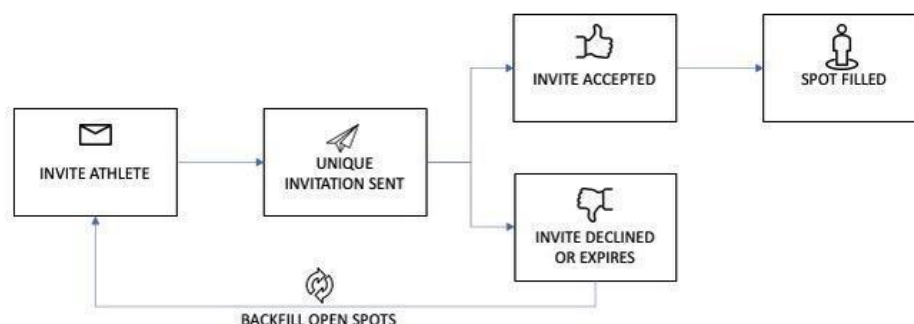 INVITE ATHLETE
UNIQUE
INVITATION SENT
INVITE ACCEPTED
SPOT FILLED
INVITE DECLINED
OR EXPIRES
BACKFILL OPEN SPOTS